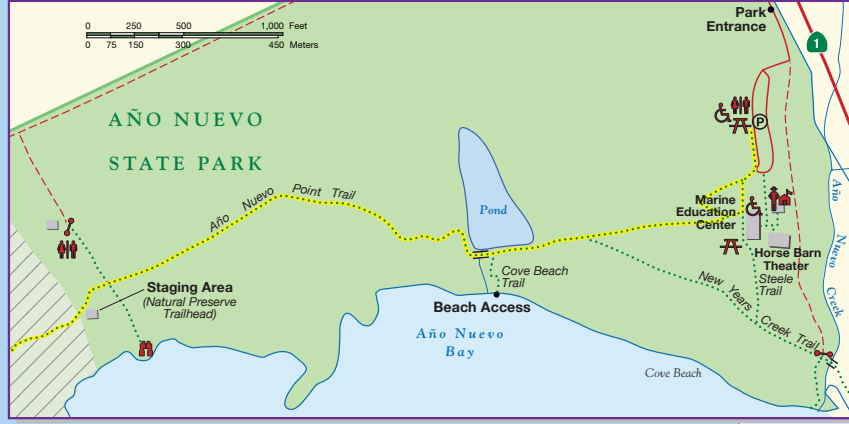 0 250 500 1,000 Feet
0 75 150 300 450 Meters
Park
Entrance
1
AÑO NUEVO
STATE PARK
P
Año Nuevo Point Trail
Pond
Marine
Education
Center
Año Nuevo Creek
Horse Barn
Theater
Steele
Trail
Cove Beach
Trail
New Years Creek Trail
Staging Area
(Natural Preserve
Trailhead)
Beach Access
Año Nuevo
Bay
Cove Beach